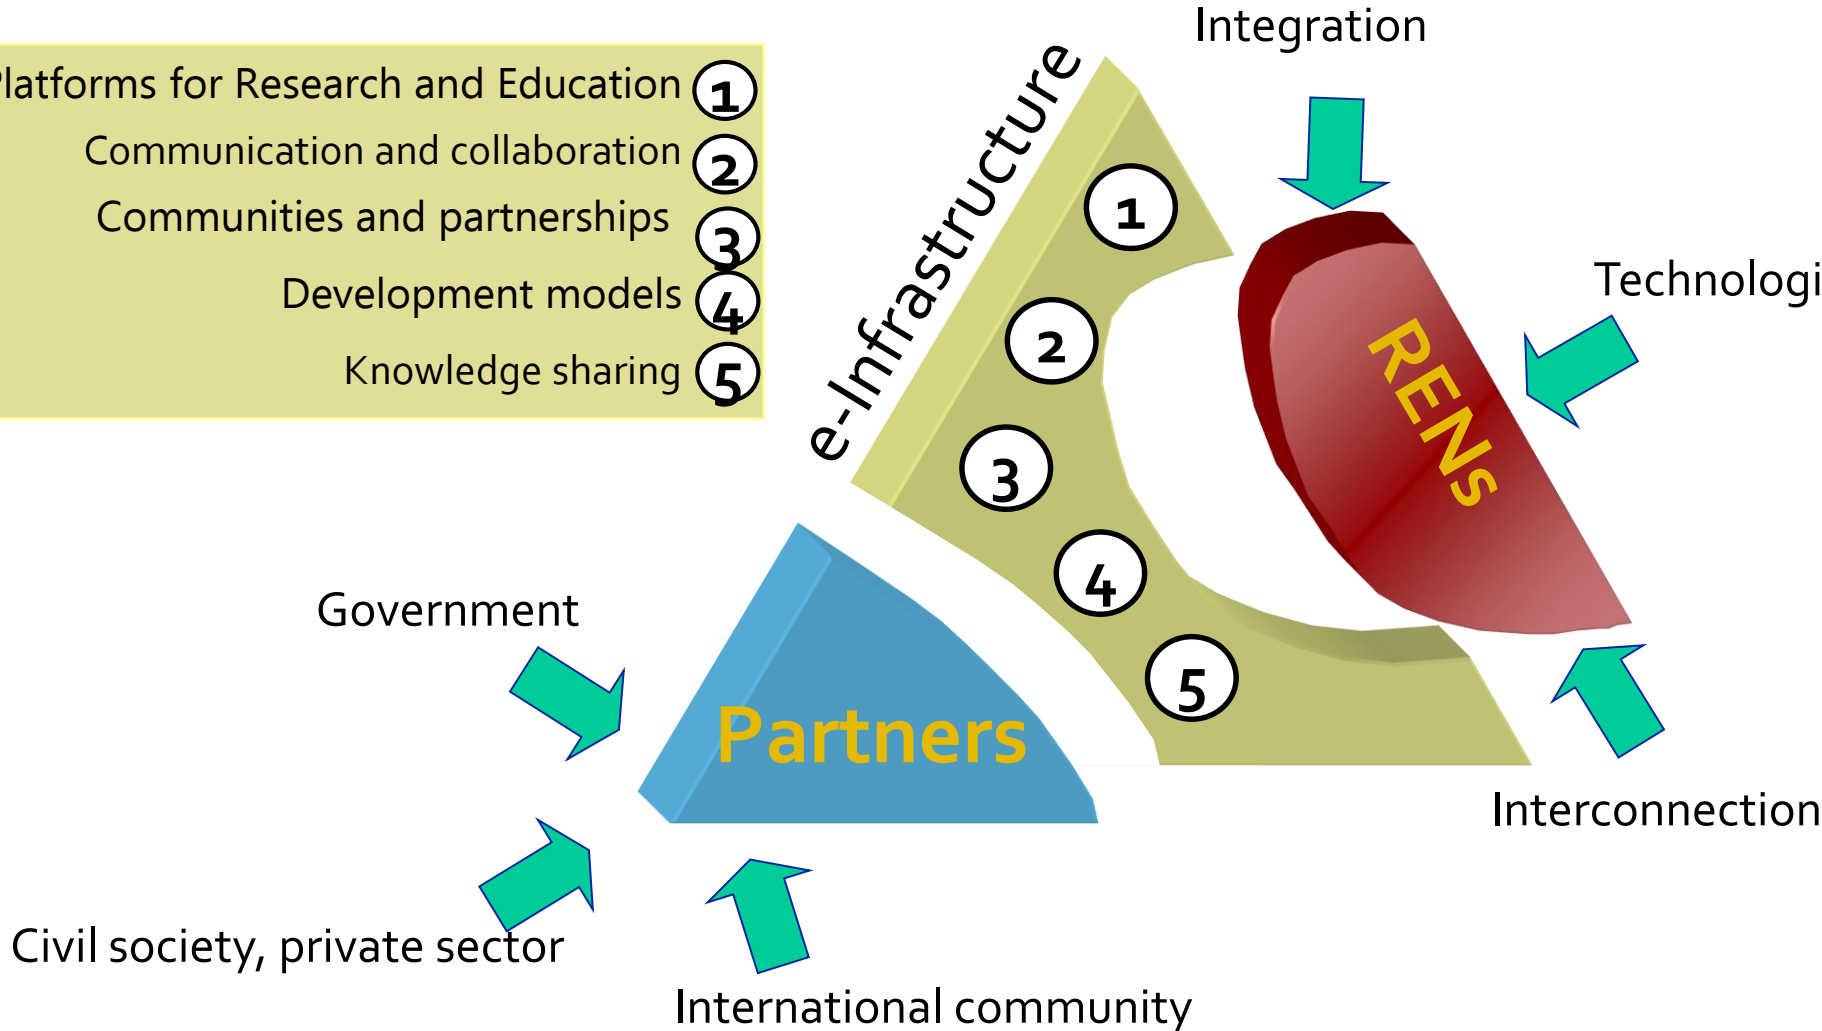 Platforms for Research and Education 1
Communication and collaboration 2
Communities and partnerships 3
Development models 4
Knowledge sharing 5
e-Infrastructure
1
2
3
4
5
Integration
Technologi
RENs
Interconnection
Government
Partners
Civil society, private sector
International community